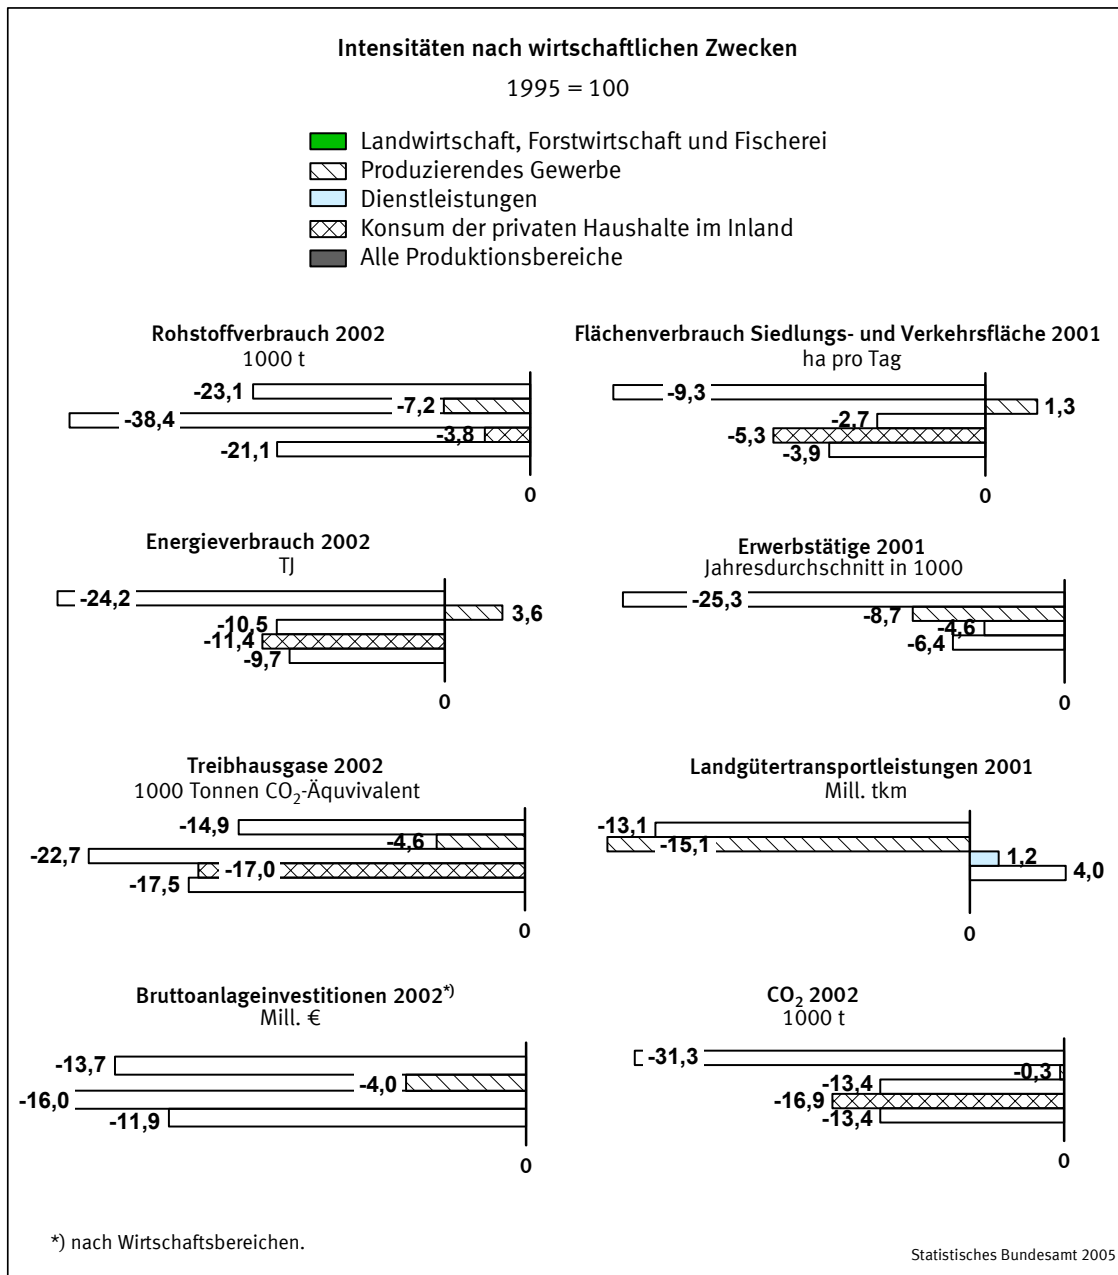 Intensitäten nach wirtschaftlichen Zwecken
1995 = 100
Landwirtschaft, Forstwirtschaft und Fischerei
Produzierendes Gewerbe
Dienstleistungen
Konsum der privaten Haushalte im Inland
Alle Produktionsbereiche
Rohstoffverbrauch 2002
1000 t
-23,1
-7,2
-38,4
-3,8
-21,1
0
Flächenverbrauch Siedlungs- und Verkehrsfläche 2001
ha pro Tag
-9,3
1,3
-2,7
-5,3
-3,9
0
Energieverbrauch 2002
TJ
-24,2
3,6
-10,5
-11,4
-9,7
0
Erwerbstätige 2001
Jahresdurchschnitt in 1000
-25,3
-8,7
-4,6
-6,4
0
Treibhausgase 2002
1000 Tonnen CO₂-Äquvivalent
-14,9
-4,6
-22,7
-17,0
-17,5
0
Landgütertransportleistungen 2001
Mill. tkm
-13,1
-15,1
1,2
4,0
0
Bruttoanlageinvestitionen 2002*)
Mill. €
-13,7
-4,0
-16,0
-11,9
0
CO₂ 2002
1000 t
-31,3
-0,3
-13,4
-16,9
-13,4
0
*) nach Wirtschaftsbereichen.
Statistisches Bundesamt 2005